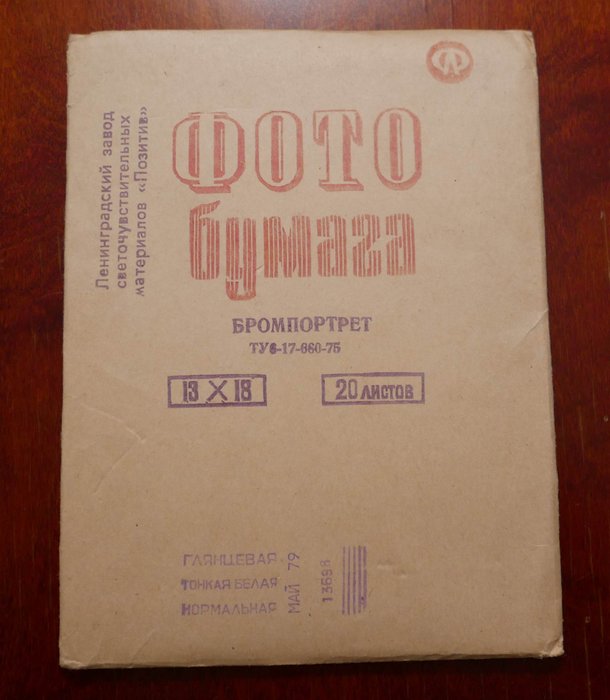 Ленинградский завод
светочувствительных
материалов «Позитив»
ФОТО
бумага
БРОМПОРТРЕТ
ТУ6-17-660-75
13 X 18
20 ЛИСТОВ
ГЛЯНЦЕВАЯ
ТОНКАЯ БЕЛАЯ
НОРМАЛЬНАЯ
МАЙ 79